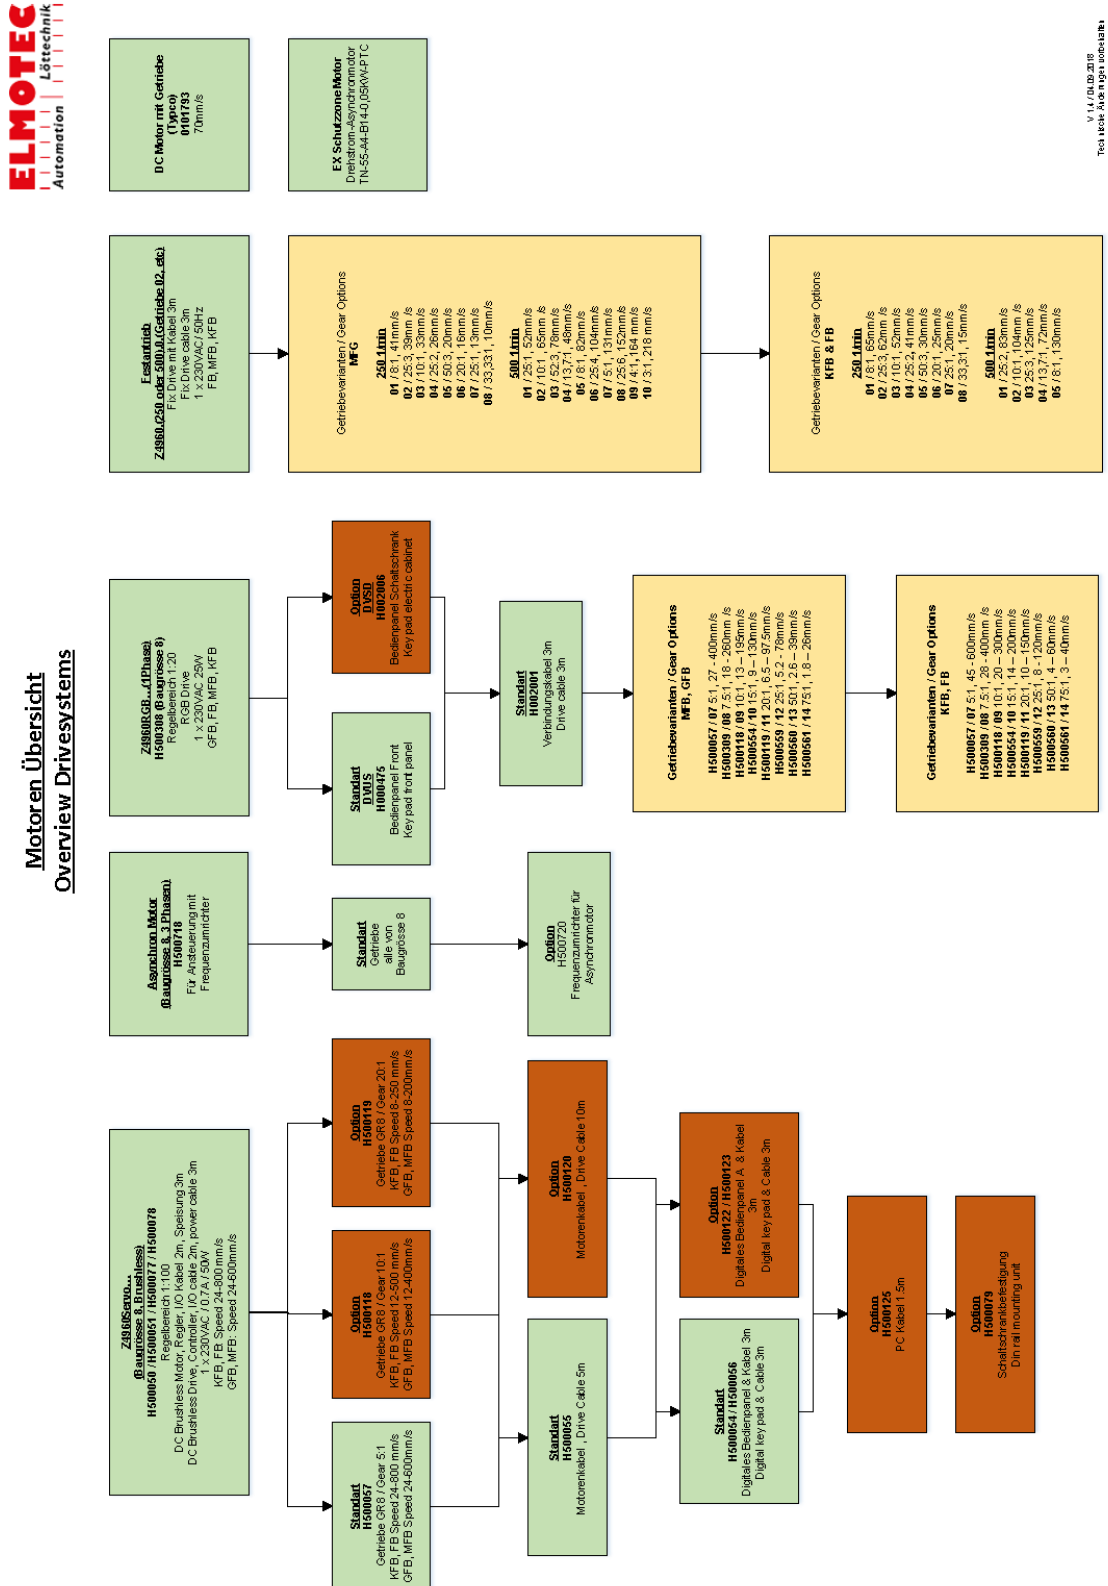 ELMOTEC
Automation Löttechnik
Motoren Übersicht
Overview Drivesystems
Z4960Servo...
(Baugrösse 8, Brushless)
H500050 / H500051 / H500077 / H500078
Regelbereich 1:100
DC Brushless Motor, Regler, I/O Kabel 2m, Speisung 3m
DC Brushless Drive, Controller, I/O cable 2m, power cable 3m
1 x 230VAC / 0.7A / 50W
KFB, FB: Speed 24-800 mm/s
GFB, MFB: Speed 24-600mm/s
Standart
H500057
Getriebe GR8 / Gear 5:1
KFB, FB Speed 24-800 mm/s
GFB, MFB Speed 24-600mm/s
Option
H500118
Getriebe GR8 / Gear 10:1
KFB, FB Speed 12-500 mm/s
GFB, MFB Speed 12-400mm/s
Option
H500119
Getriebe GR8 / Gear 20:1
KFB, FB Speed 8-250 mm/s
GFB, MFB Speed 8-200mm/s
Standart
H500055
Motorenkabel , Drive Cable 5m
Option
H500120
Motorenkabel , Drive Cable 10m
Standart
H500054 / H500056
Digitales Bedienpanel & Kabel 3m
Digital key pad & Cable 3m
Option
H500122 / H500123
Digitales Bedienpanel A & Kabel
3m
Digital key pad & Cable 3m
Option
H500125
PC Kabel 1.5m
Option
H500079
Schaltschrankbefestigung
Din rail mounting unit
Asynchron Motor
(Baugrösse 8, 3 Phasen)
H500718
Für Ansteuerung mit
Frequenzumrichter
Standart
Getriebe
alle von
Baugrösse 8
Option
H500720
Frequenzumrichter für
Asynchronmotor
Z4960RGB...(1Phase)
H500308 (Baugrösse 8)
Regelbereich 1:20
RGB Drive
1 x 230VAC 25W
GFB, FB, MFB, KFB
Standart
DVUS
H000475
Bedienpanel Front
Key pad front panel
Option
DVSD
H002006
Bedienpanel Schaltschrank
Key pad electric cabinet
Standart
H002001
Verbindungskabel 3m
Drive cable 3m
Getriebevarianten / Gear Options
MFB, GFB
H500057 / 07 5:1, 27 - 400mm/s
H500309 / 08 7.5:1, 18 - 260mm /s
H500118 / 09 10:1, 13 – 195mm/s
H500554 / 10 15:1, 9 – 130mm/s
H500119 / 11 20:1, 6.5 – 97.5mm/s
H500559 / 12 25:1, 5.2 - 78mm/s
H500560 / 13 50:1, 2.6 – 39mm/s
H500561 / 14 75:1, 1.8 – 26mm/s
Getriebevarianten / Gear Options
KFB, FB
H500057 / 07 5:1, 45 - 600mm/s
H500309 / 08 7.5:1, 28 - 400mm /s
H500118 / 09 10:1, 20 – 300mm/s
H500554 / 10 15:1, 14 – 200mm/s
H500119 / 11 20:1, 10 – 150mm/s
H500559 / 12 25:1, 8 - 120mm/s
H500560 / 13 50:1, 4 – 60mm/s
H500561 / 14 75:1, 3 – 40mm/s
Festantrieb
Z4960.(250 oder 500).0.(Getriebe 02, etc)
Fix Drive mit Kabel 3m
Fix Drive cable 3m
1 x 230VAC / 50Hz
FB, MFB, KFB
Getriebevarianten / Gear Options
MFG
250 1/min
01 / 8:1, 41mm/s
02 / 25:3, 39mm /s
03 / 10:1, 33mm/s
04 / 25:2, 26mm/s
05 / 50:3, 20mm/s
06 / 20:1, 16mm/s
07 / 25:1, 13mm/s
08 / 33,33:1, 10mm/s
500 1/min
01 / 25:1, 52mm/s
02 / 10:1, 65mm /s
03 / 52:3, 78mm/s
04 / 13,7:1, 48mm/s
05 / 8:1, 82mm/s
06 / 25:4, 104mm/s
07 / 5:1, 131mm/s
08 / 25:6, 152mm/s
09 / 4:1, 164 mm/s
10 / 3:1, 218 mm/s
Getriebevarianten / Gear Options
KFB & FB
250 1/min
01 / 8:1, 65mm/s
02 / 25:3, 62mm /s
03 / 10:1, 52mm/s
04 / 25:2, 41mm/s
05 / 50:3, 30mm/s
06 / 20:1, 25mm/s
07 25:1, 20mm/s
08 / 33,3:1, 15mm/s
500 1/min
01 / 25:2, 83mm/s
02 / 10:1, 104mm /s
03 25:3, 125mm/s
04 / 13,7:1, 72mm/s
05 / 8:1, 130mm/s
DC Motor mit Getriebe
(Typco)
0101793
70mm/s
EX Schutzzone Motor
Drehstrom-Asynchronmotor
TN-55-A4-B14-0,05KW-PTC
V 1.4 / 04.09.2018
Technische Änderungen vorbehalten